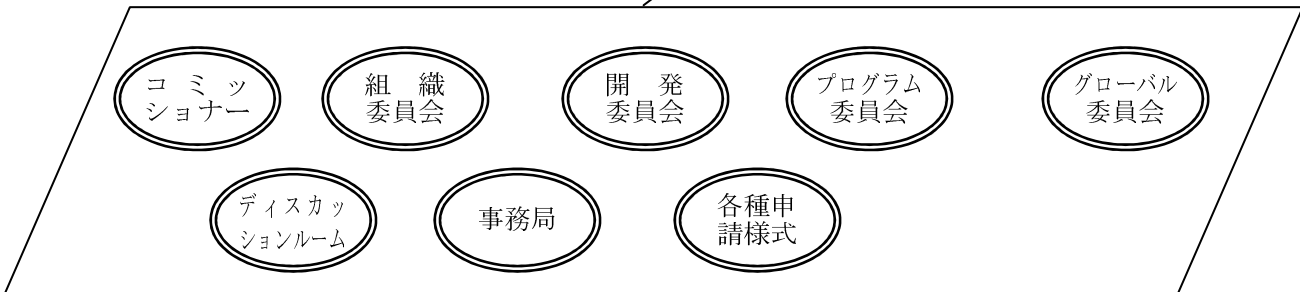 コミッ
ショナー
組織
委員会
開発
委員会
プログラム
委員会
グローバル
委員会
ディスカッ
ションルーム
事務局
各種申
請様式